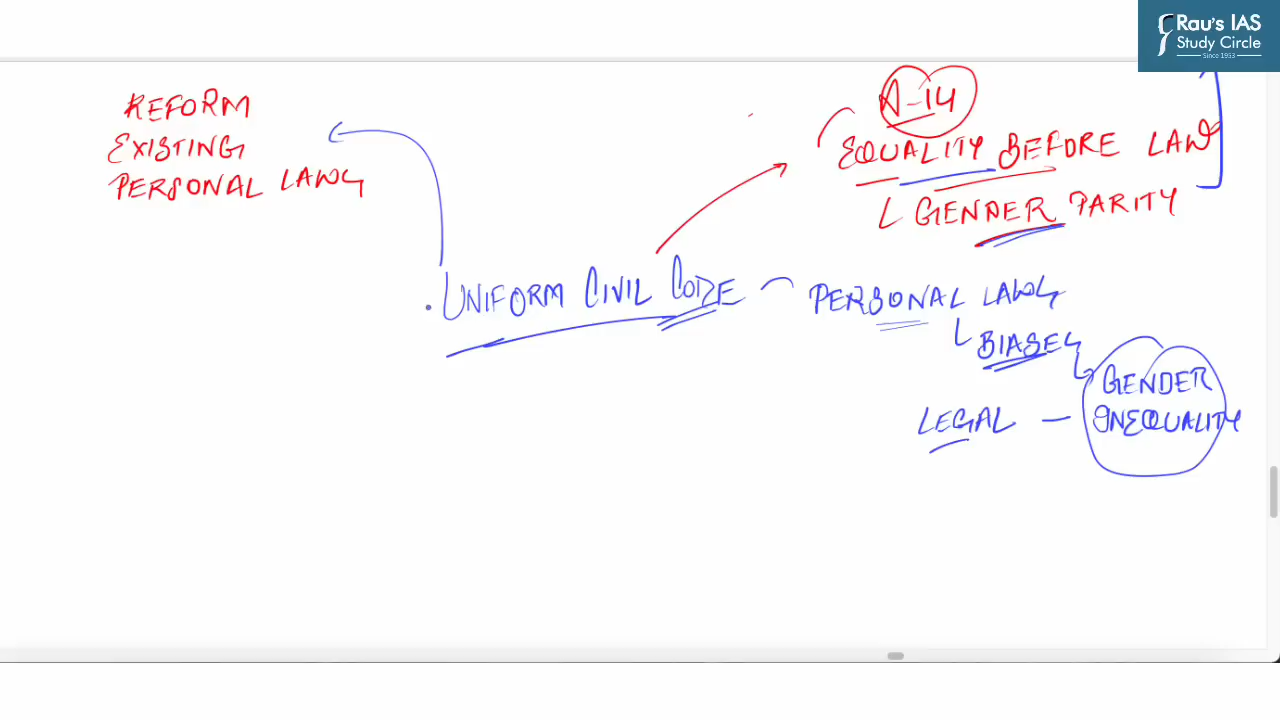 Rau's IAS
Study Circle
Since 1953
REFORM
EXISTING
PERSONAL LAWS
A-14
EQUALITY BEFORE LAW
GENDER PARITY
UNIFORM CIVIL CODE - PERSONAL LAWS
BIASES
GENDER
LEGAL - INEQUALITY